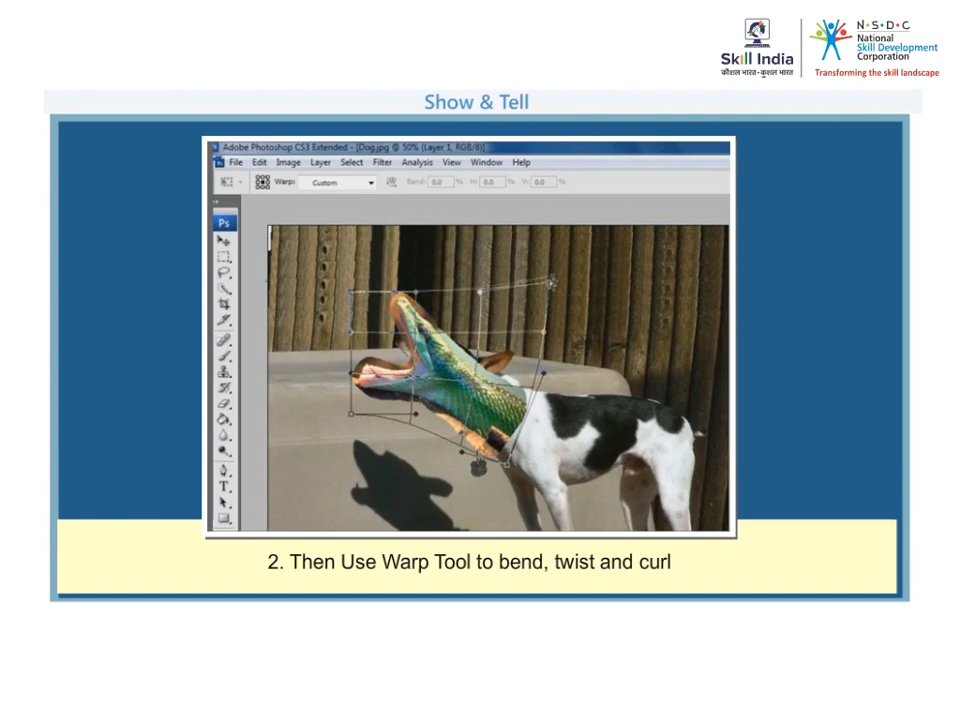 N·S·D·C
National
Skill Development
Corporation
Skill India
कौशल भारत-कुशल भारत
Transforming the skill landscape
Show & Tell
Adobe Photoshop CS3 Extended - [Dog.jpg @ 50% (Layer 1, RGB/8)]
File Edit Image Layer Select Filter Analysis View Window Help
Warp: Custom Bend: 0.0 % H: 0.0 % V: 0.0 %
Ps
T
2. Then Use Warp Tool to bend, twist and curl